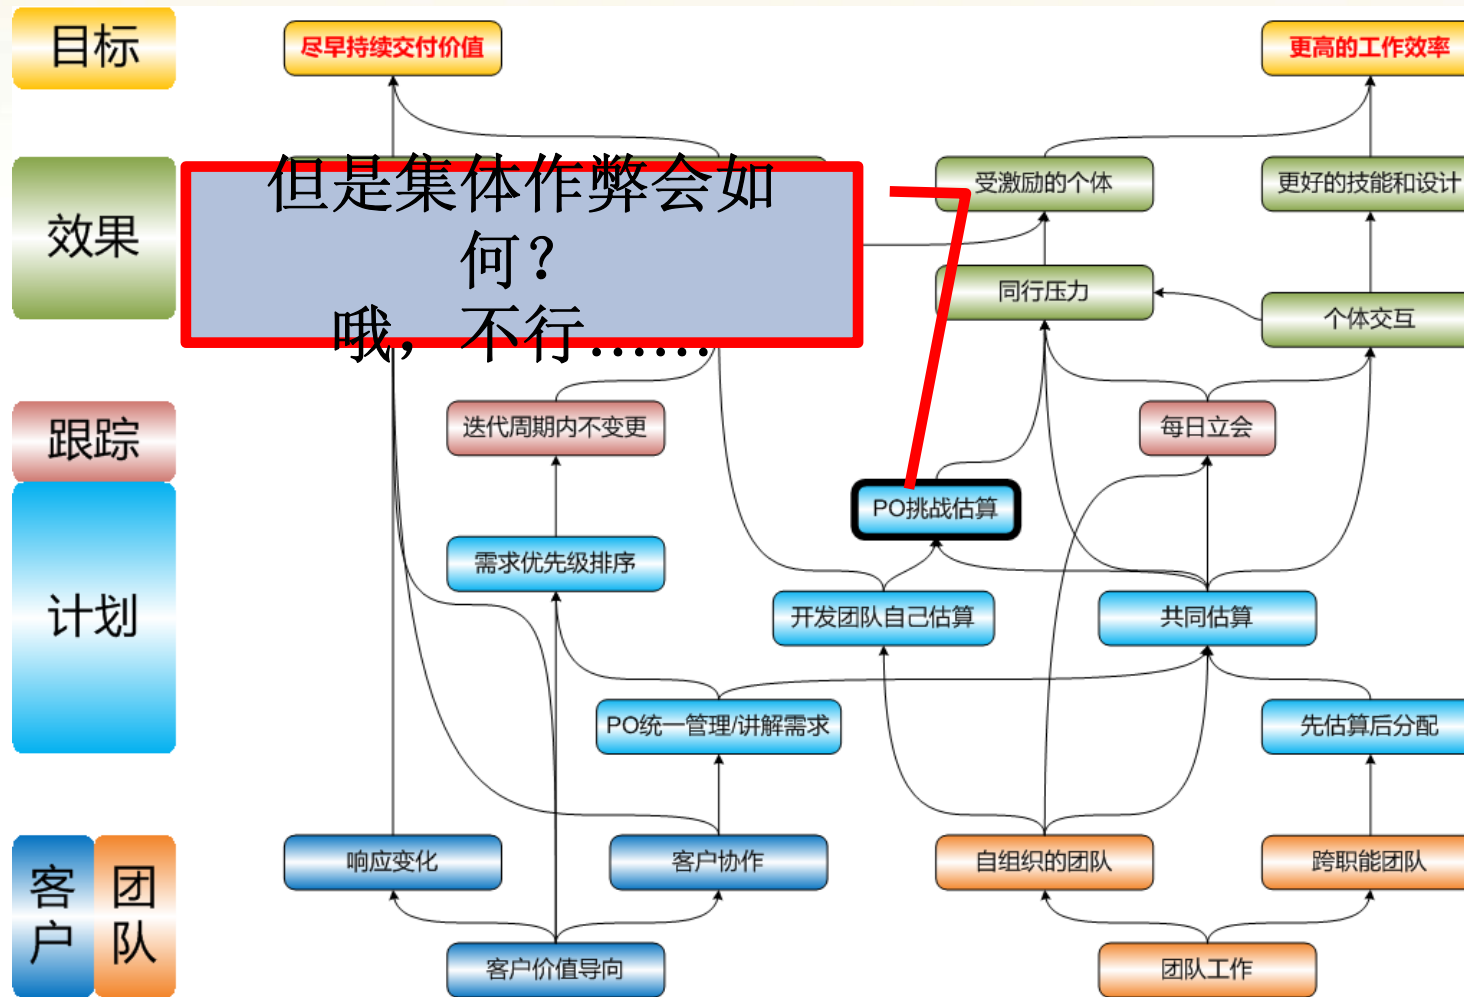 目标
尽早持续交付价值
更高的工作效率
效果
但是集体作弊会如
何？
哦，不行……
受激励的个体
更好的技能和设计
同行压力
个体交互
跟踪
迭代周期内不变更
每日立会
计划
PO挑战估算
需求优先级排序
开发团队自己估算
共同估算
PO统一管理/讲解需求
先估算后分配
客户
团队
响应变化
客户协作
自组织的团队
跨职能团队
客户价值导向
团队工作